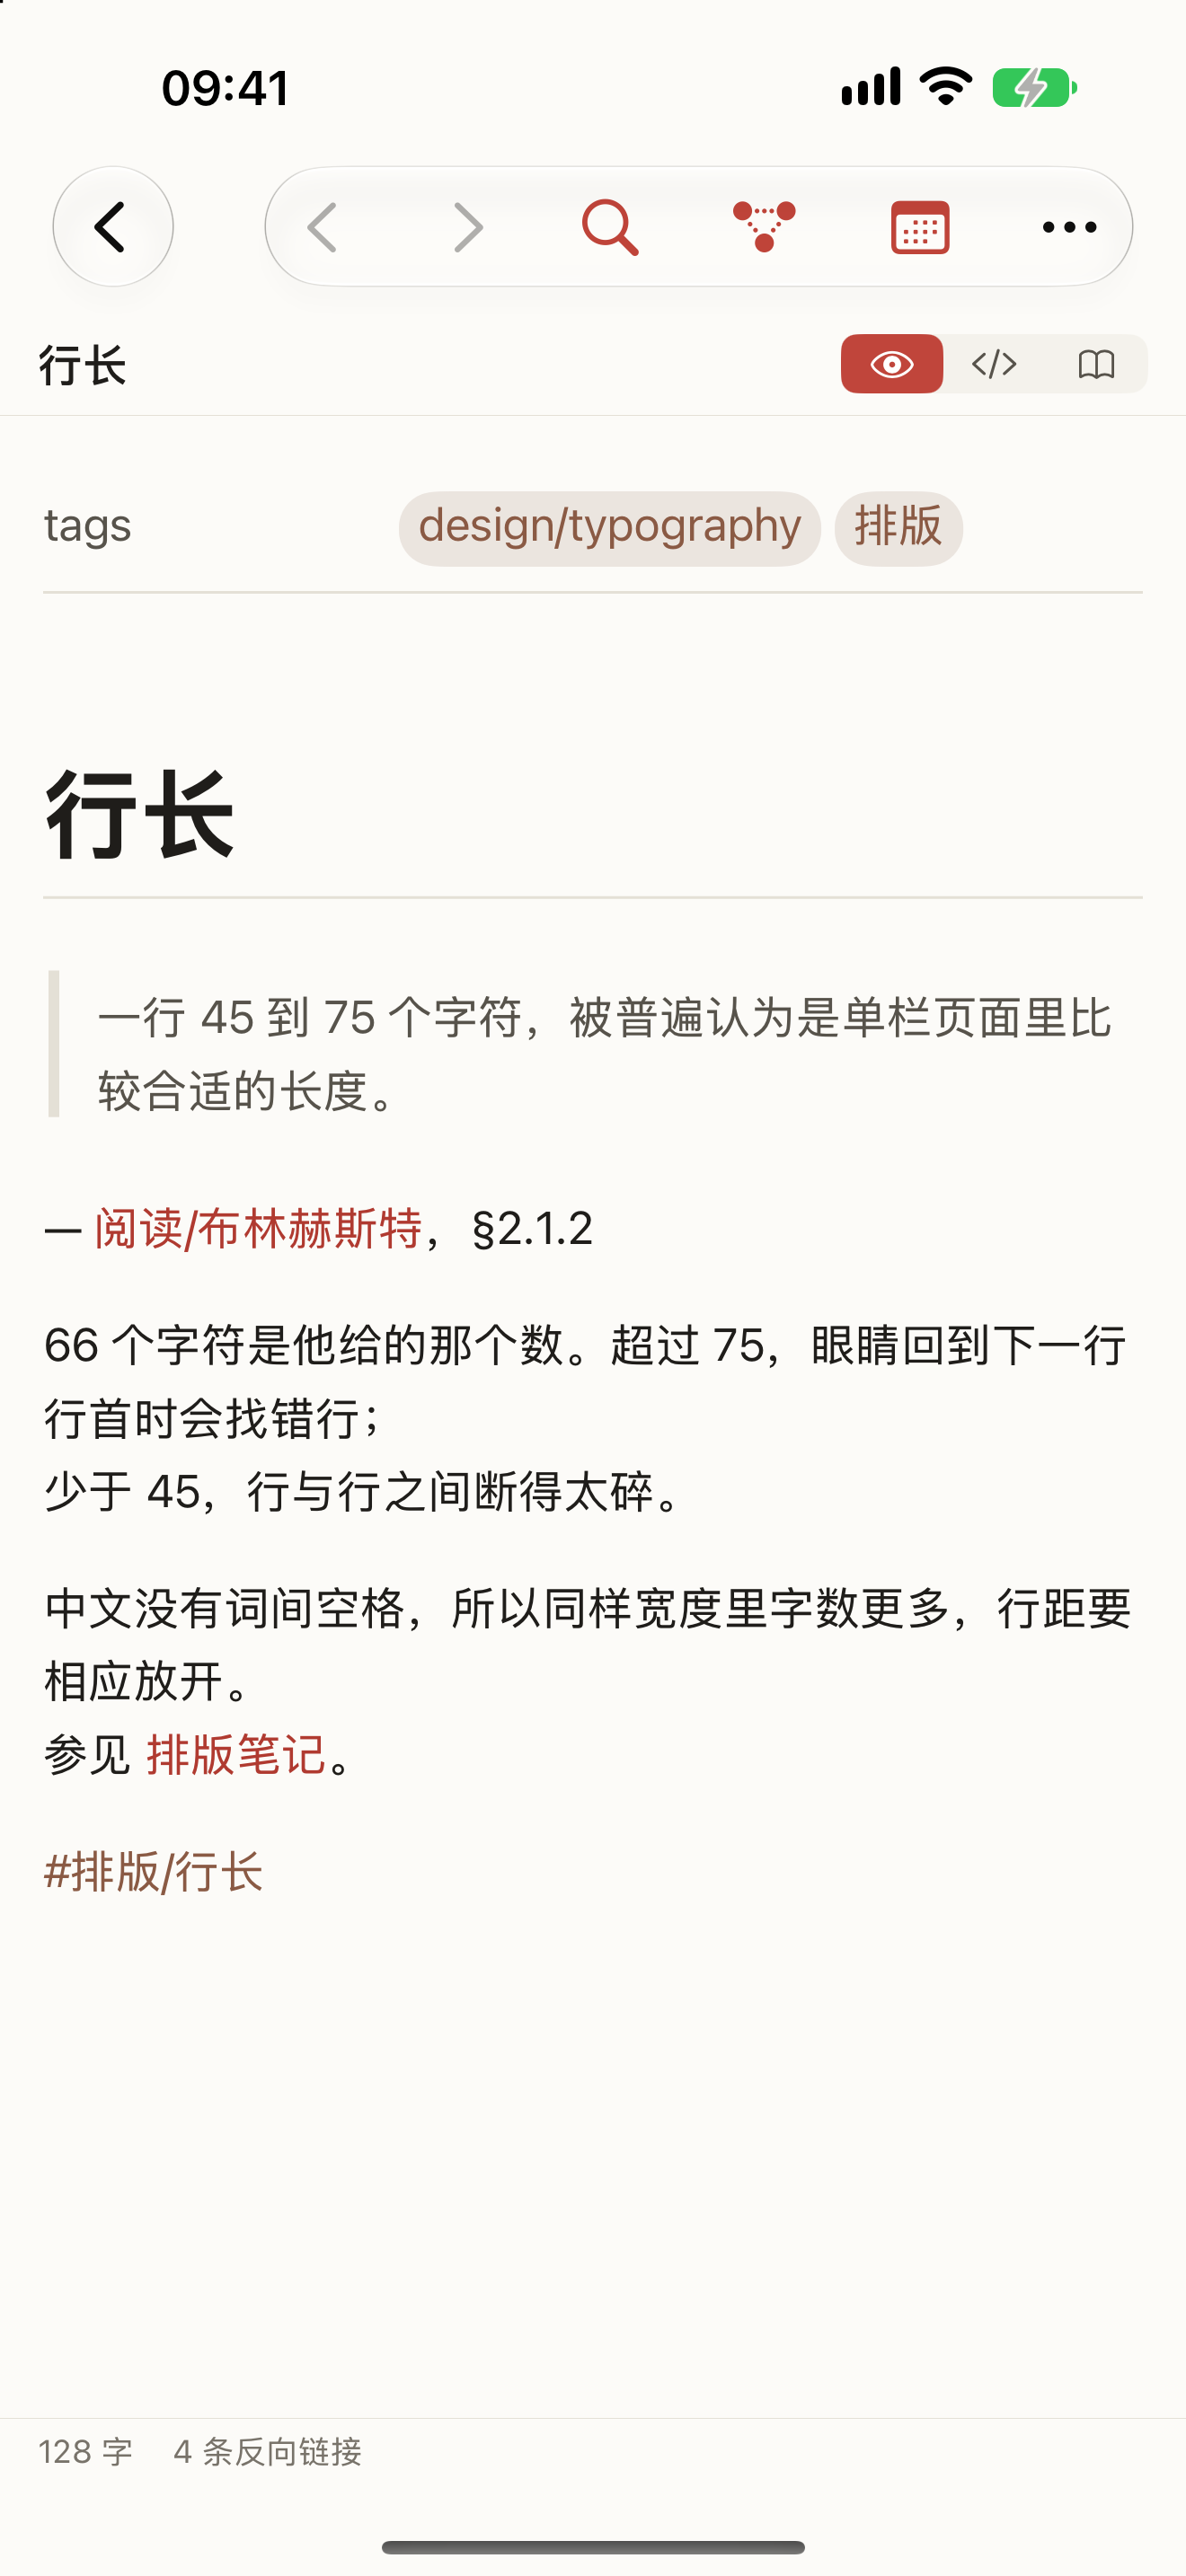 09:41
行长
tags design/typography 排版
行长
一行 45 到 75 个字符，被普遍认为是单栏页面里比
较合适的长度。
— 阅读/布林赫斯特，§2.1.2
66 个字符是他给的那个数。超过 75，眼睛回到下一行
行首时会找错行；
少于 45，行与行之间断得太碎。
中文没有词间空格，所以同样宽度里字数更多，行距要
相应放开。
参见 排版笔记。
#排版/行长
128 字 4 条反向链接